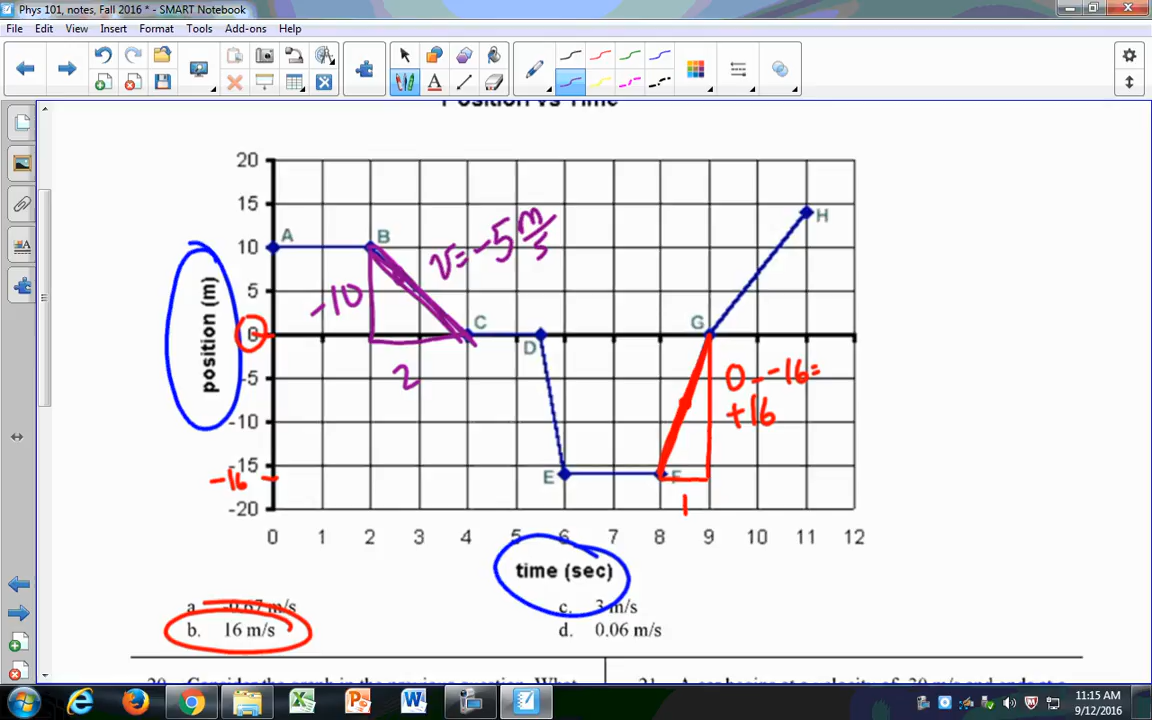 Phys 101, notes, Fall 2016 * - SMART Notebook
File Edit View Insert Format Tools Add-ons Help
Position vs Time
20
15
10
5
0
-5
-10
-15
-20
-16
position (m)
A
B
C
D
E
F
G
H
v = -5 m/s
-10
2
0 - -16 =
+16
1
0 1 2 3 4 5 6 7 8 9 10 11 12
time (sec)
a. -0.67 m/s
c. 3 m/s
b. 16 m/s
d. 0.06 m/s
11:15 AM
9/12/2016